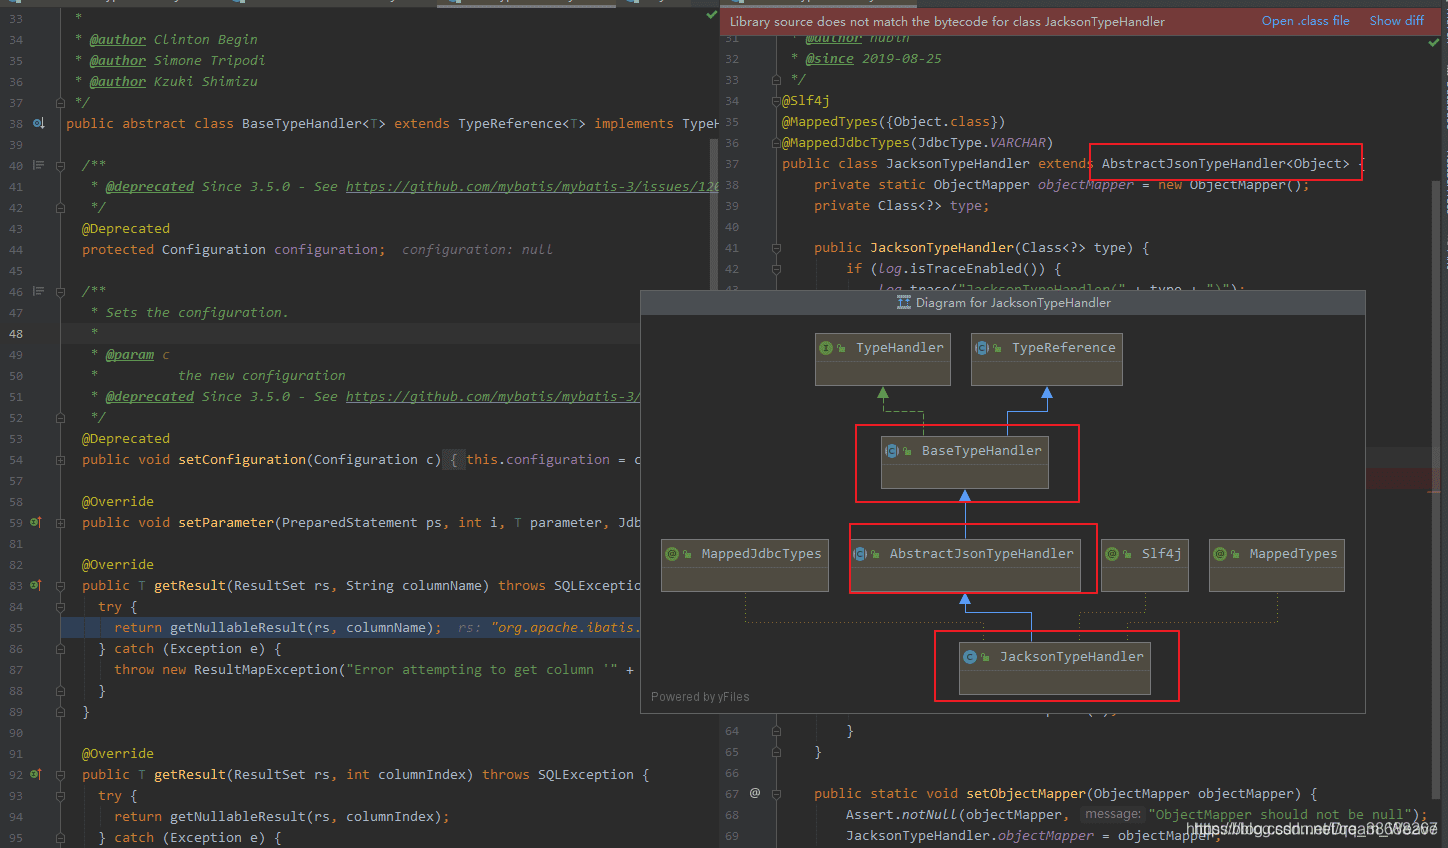 33 *
34 * @author Clinton Begin
35 * @author Simone Tripodi
36 * @author Kzuki Shimizu
37 */
38 public abstract class BaseTypeHandler<T> extends TypeReference<T> implements TypeH
39
40 /**
41 * @deprecated Since 3.5.0 - See https://github.com/mybatis/mybatis-3/issues/120
42 */
43 @Deprecated
44 protected Configuration configuration; configuration: null
45
46 /**
47 * Sets the configuration.
48 *
49 * @param c
50 * the new configuration
51 * @deprecated Since 3.5.0 - See https://github.com/mybatis/mybatis-3/
52 */
53 @Deprecated
54 public void setConfiguration(Configuration c) { this.configuration = c
57
58 @Override
59 public void setParameter(PreparedStatement ps, int i, T parameter, Jdb
81
82 @Override
83 public T getResult(ResultSet rs, String columnName) throws SQLException
84 try {
85 return getNullableResult(rs, columnName); rs: "org.apache.ibatis.
86 } catch (Exception e) {
87 throw new ResultMapException("Error attempting to get column '" +
88 }
89 }
90
91 @Override
92 public T getResult(ResultSet rs, int columnIndex) throws SQLException {
93 try {
94 return getNullableResult(rs, columnIndex);
95 } catch (Exception e) {
Library source does not match the bytecode for class JacksonTypeHandler Open .class file Show diff
31 * @author hubin
32 * @since 2019-08-25
33 */
34 @Slf4j
35 @MappedTypes({Object.class})
36 @MappedJdbcTypes(JdbcType.VARCHAR)
37 public class JacksonTypeHandler extends AbstractJsonTypeHandler<Object> {
38 private static ObjectMapper objectMapper = new ObjectMapper();
39 private Class<?> type;
40
41 public JacksonTypeHandler(Class<?> type) {
42 if (log.isTraceEnabled()) {
43 log.trace("JacksonTypeHandler(" + type + ")");
Diagram for JacksonTypeHandler
TypeHandler TypeReference
BaseTypeHandler
MappedJdbcTypes AbstractJsonTypeHandler Slf4j MappedTypes
JacksonTypeHandler
Powered by yFiles
64 }
65 }
66
67 @ public static void setObjectMapper(ObjectMapper objectMapper) {
68 Assert.notNull(objectMapper, message: "ObjectMapper should not be null");
69 JacksonTypeHandler.objectMapper = objectMapper;